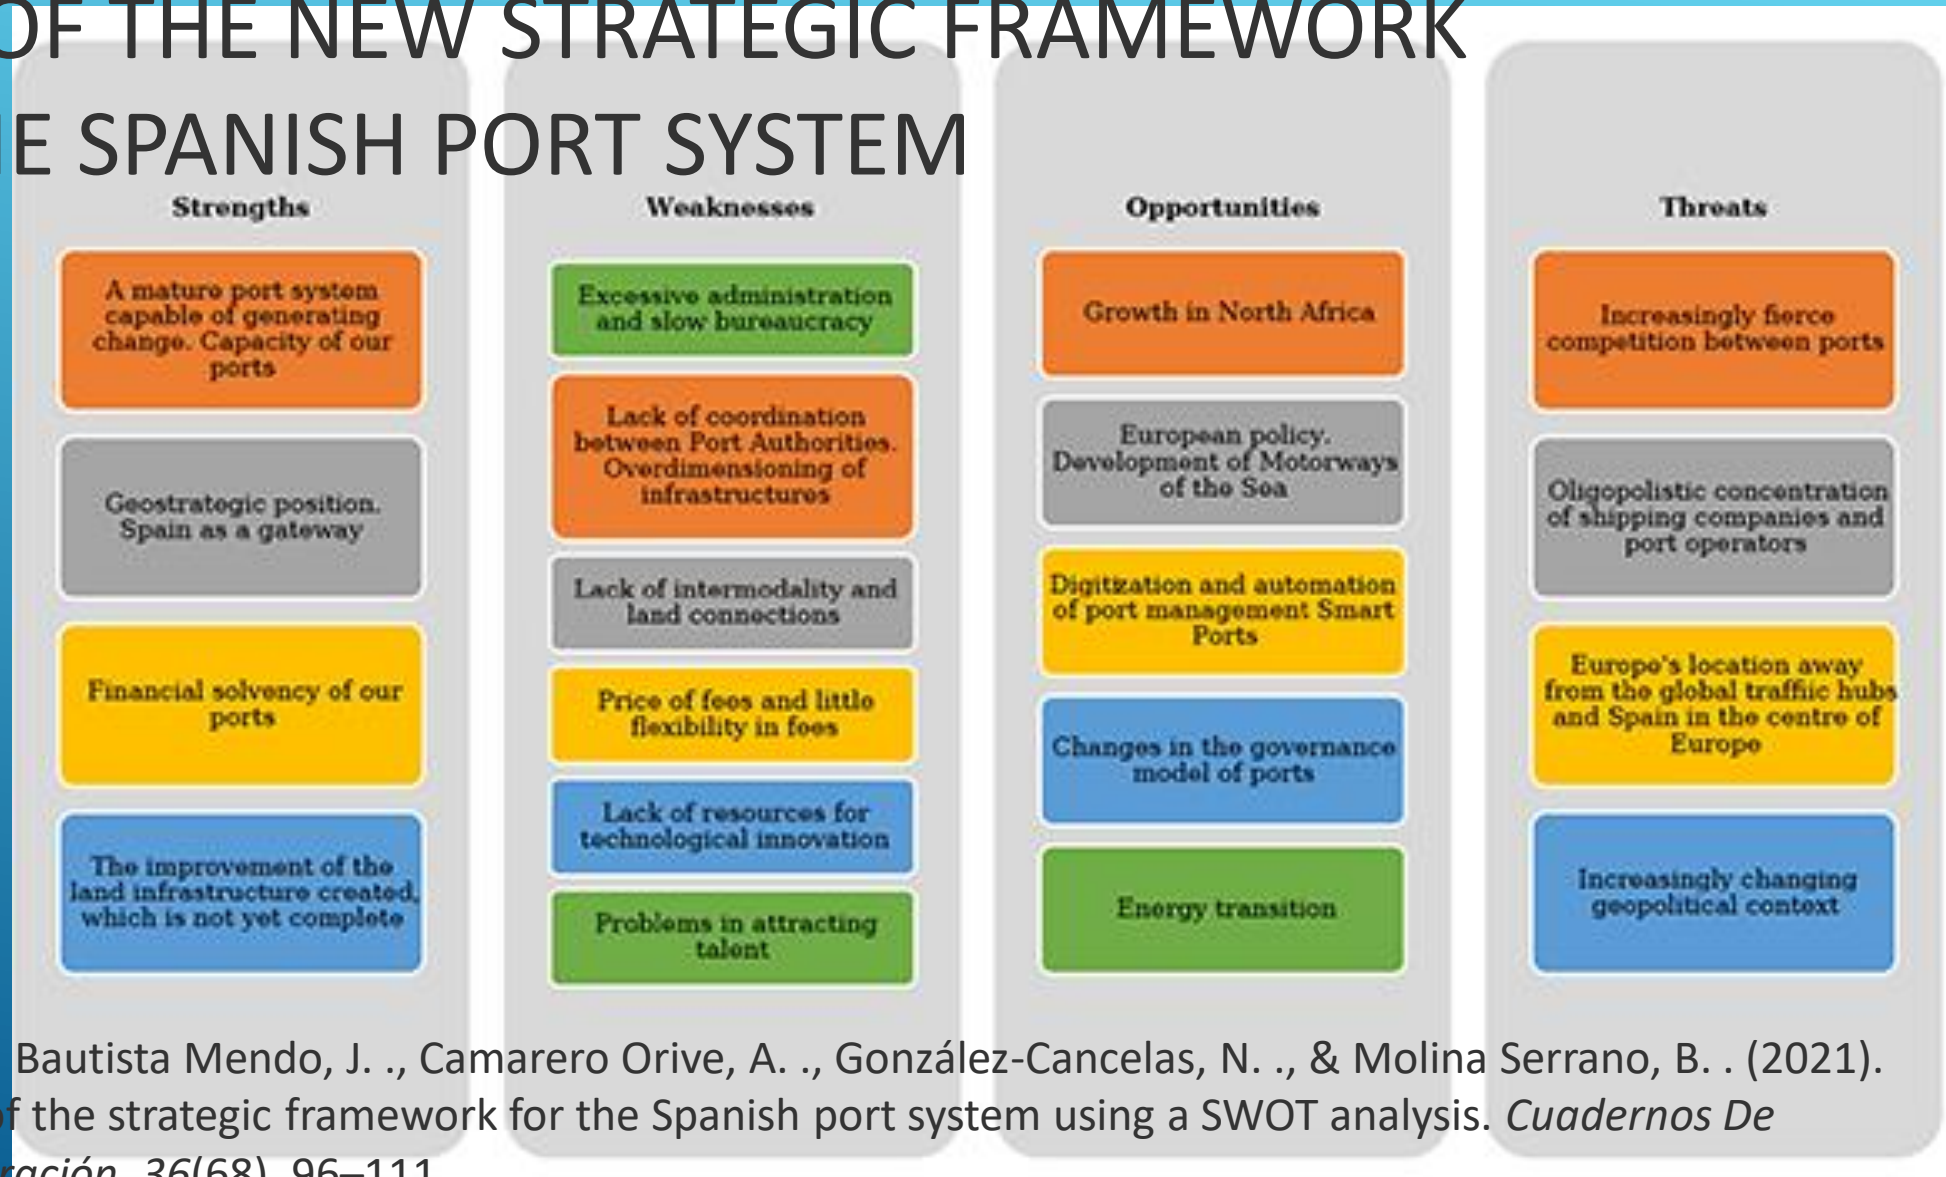 OF THE NEW STRATEGIC FRAMEWORK
E SPANISH PORT SYSTEM
Strengths
A mature port system
capable of generating
change. Capacity of our
ports
Geostrategic position.
Spain as a gateway
Financial solvency of our
ports
The improvement of the
land infrastructure created,
which is not yet complete
Weaknesses
Excessive administration
and slow bureaucracy
Lack of coordination
between Port Authorities.
Overdimensioning of
infrastructures
Lack of intermodality and
land connections
Price of fees and little
flexibility in fees
Lack of resources for
technological innovation
Problems in attracting
talent
Opportunities
Growth in North Africa
European policy.
Development of Motorways
of the Sea
Digitization and automation
of port management Smart
Ports
Changes in the governance
model of ports
Energy transition
Threats
Increasingly fierce
competition between ports
Oligopolistic concentration
of shipping companies and
port operators
Europe's location away
from the global traffiic hubs
and Spain in the centre of
Europe
Increasingly changing
geopolitical context
Bautista Mendo, J. ., Camarero Orive, A. ., González-Cancelas, N. ., & Molina Serrano, B. . (2021).
of the strategic framework for the Spanish port system using a SWOT analysis. Cuadernos De
ración, 36(68), 96–111